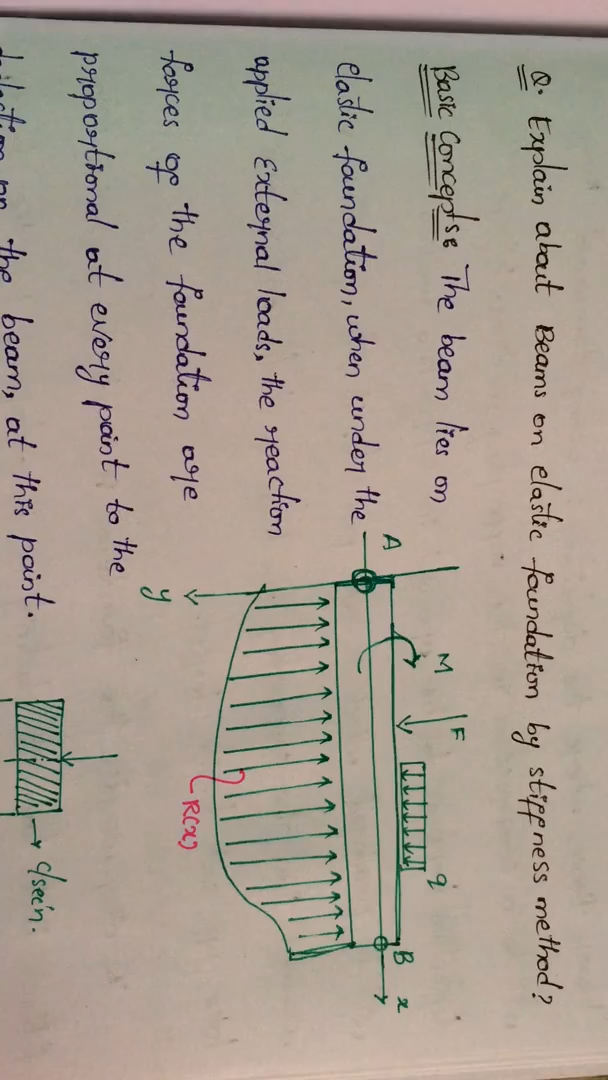 Q. Explain about Beams on elastic foundation by stiffness method?
Basic Concepts: The beam lies on
elastic foundation, when under the
applied external loads, the reaction
forces of the foundation are
proportional at every point to the
deflection of the beam, at this point.
A
M
F
q
B
x
y
R(x)
c/sec'n.